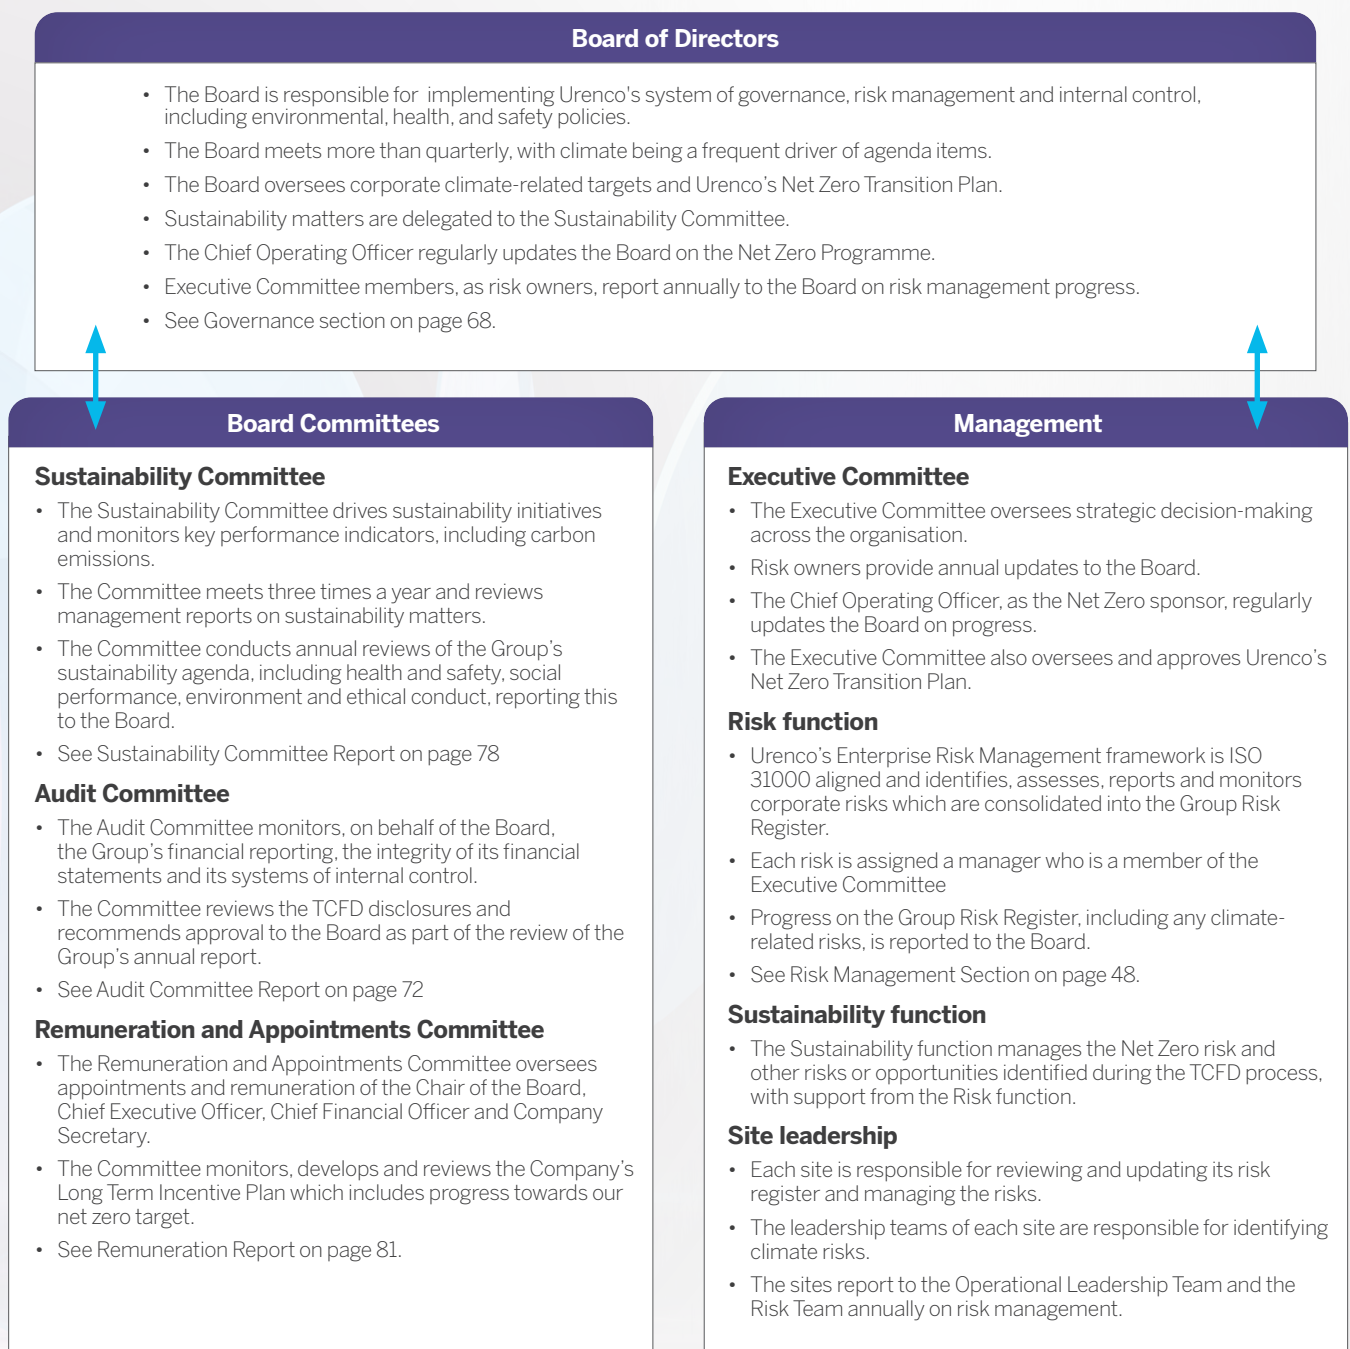 Board of Directors
• The Board is responsible for implementing Urenco's system of governance, risk management and internal control,
including environmental, health, and safety policies.
• The Board meets more than quarterly, with climate being a frequent driver of agenda items.
• The Board oversees corporate climate-related targets and Urenco’s Net Zero Transition Plan.
• Sustainability matters are delegated to the Sustainability Committee.
• The Chief Operating Officer regularly updates the Board on the Net Zero Programme.
• Executive Committee members, as risk owners, report annually to the Board on risk management progress.
• See Governance section on page 68.
Board Committees
Sustainability Committee
• The Sustainability Committee drives sustainability initiatives
and monitors key performance indicators, including carbon
emissions.
• The Committee meets three times a year and reviews
management reports on sustainability matters.
• The Committee conducts annual reviews of the Group’s
sustainability agenda, including health and safety, social
performance, environment and ethical conduct, reporting this
to the Board.
• See Sustainability Committee Report on page 78
Audit Committee
• The Audit Committee monitors, on behalf of the Board,
the Group’s financial reporting, the integrity of its financial
statements and its systems of internal control.
• The Committee reviews the TCFD disclosures and
recommends approval to the Board as part of the review of the
Group’s annual report.
• See Audit Committee Report on page 72
Remuneration and Appointments Committee
• The Remuneration and Appointments Committee oversees
appointments and remuneration of the Chair of the Board,
Chief Executive Officer, Chief Financial Officer and Company
Secretary.
• The Committee monitors, develops and reviews the Company’s
Long Term Incentive Plan which includes progress towards our
net zero target.
• See Remuneration Report on page 81.
Management
Executive Committee
• The Executive Committee oversees strategic decision-making
across the organisation.
• Risk owners provide annual updates to the Board.
• The Chief Operating Officer, as the Net Zero sponsor, regularly
updates the Board on progress.
• The Executive Committee also oversees and approves Urenco’s
Net Zero Transition Plan.
Risk function
• Urenco’s Enterprise Risk Management framework is ISO
31000 aligned and identifies, assesses, reports and monitors
corporate risks which are consolidated into the Group Risk
Register.
• Each risk is assigned a manager who is a member of the
Executive Committee
• Progress on the Group Risk Register, including any climate-
related risks, is reported to the Board.
• See Risk Management Section on page 48.
Sustainability function
• The Sustainability function manages the Net Zero risk and
other risks or opportunities identified during the TCFD process,
with support from the Risk function.
Site leadership
• Each site is responsible for reviewing and updating its risk
register and managing the risks.
• The leadership teams of each site are responsible for identifying
climate risks.
• The sites report to the Operational Leadership Team and the
Risk Team annually on risk management.